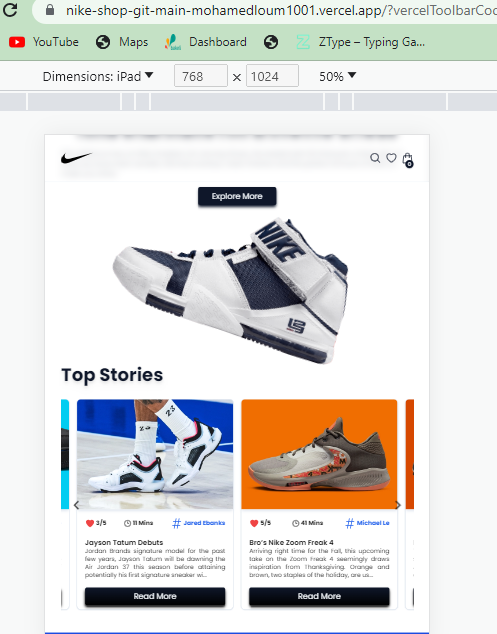 nike-shop-git-main-mohamedloum1001.vercel.app/?vercelToolbarCod
YouTube Maps Dashboard ZType – Typing Ga...
Dimensions: iPad 768 × 1024 50%
0
Explore More
NIKE
Top Stories
23
3/5 11 Mins # Jared Ebanks
Jayson Tatum Debuts
Jordan Brands signature model for the past
few years, Jayson Tatum will be dawning the
Air Jordan 37 this season before attaining
potentially his first signature sneaker wi...
Read More
5/5 41 Mins # Michael Le
Bro's Nike Zoom Freak 4
Arriving right time for the Fall, this upcoming
take on the Zoom Freak 4 seemingly draws
inspiration from Thanksgiving. Orange and
brown, two staples of the holiday, are us...
Read More